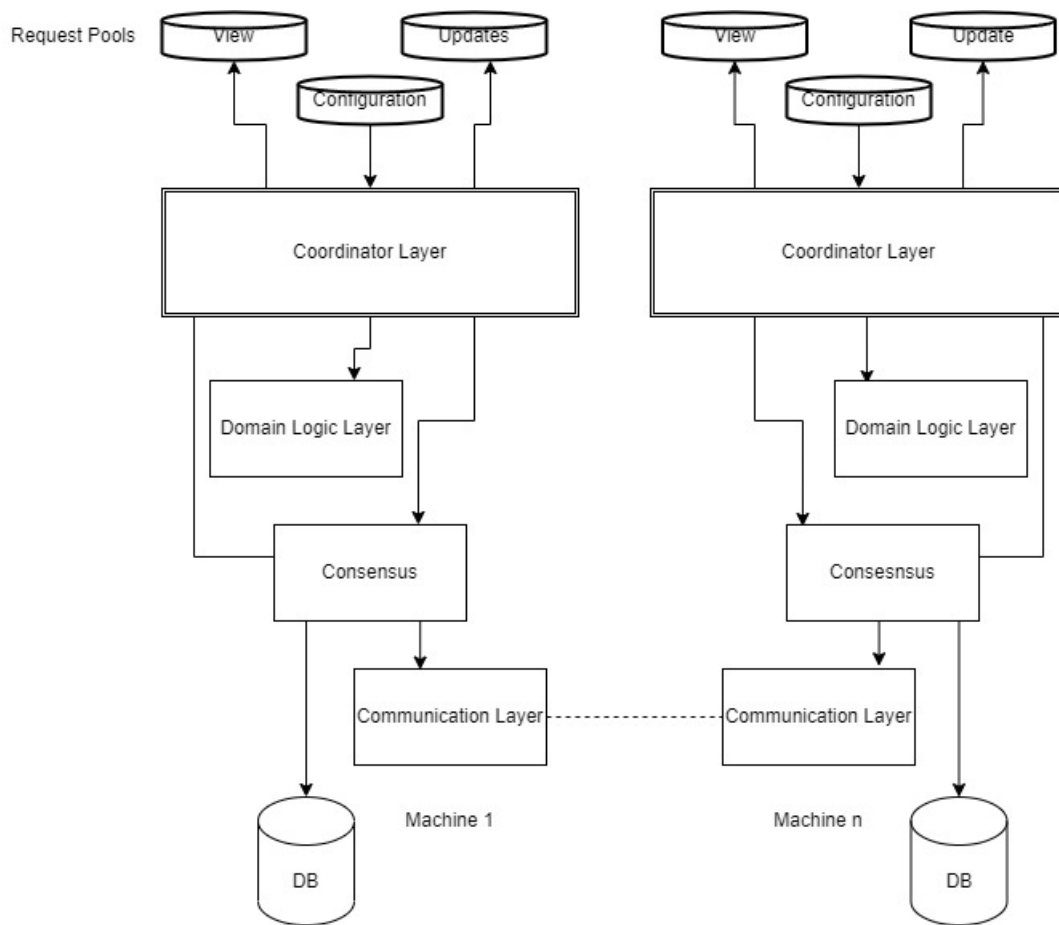 Request Pools
View
Updates
View
Update
Configuration
Configuration
Coordinator Layer
Coordinator Layer
Domain Logic Layer
Domain Logic Layer
Consensus
Consesnsus
Communication Layer
Communication Layer
Machine 1
Machine n
DB
DB